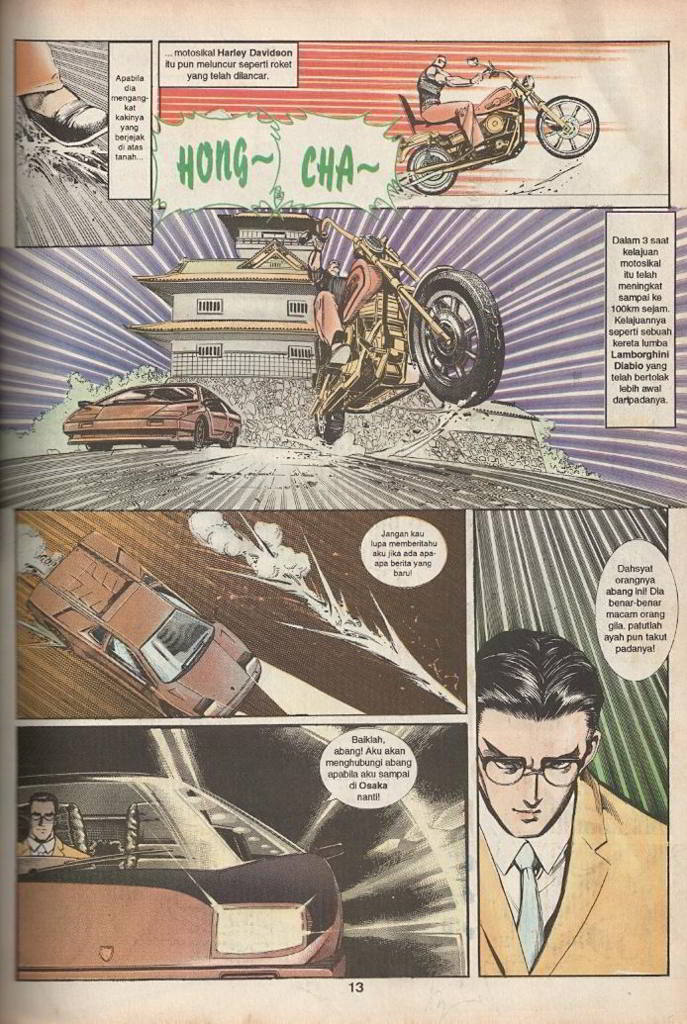 Apabila
dia
mengang-
kat
kakinya
yang
berjejak
di atas
tanah...
... motosikal Harley Davidson
itu pun meluncur seperti roket
yang telah dilancar.
HONG~
CHA~
Dalam 3 saat
kelajuan
motosikal
itu telah
meningkat
sampai ke
100km sejam.
Kelajuannya
seperti sebuah
kereta lumba
Lamborghini
Diablo yang
telah bertolak
lebih awal
daripadanya.
Jangan kau
lupa memberitahu
aku jika ada apa-
apa berita yang
baru!
Dahsyat
orangnya
abang ini! Dia
benar-benar
macam orang
gila. patutlah
ayah pun takut
padanya!
Baiklah,
abang! Aku akan
menghubungi abang
apabila aku sampai
di Osaka
nanti!
13